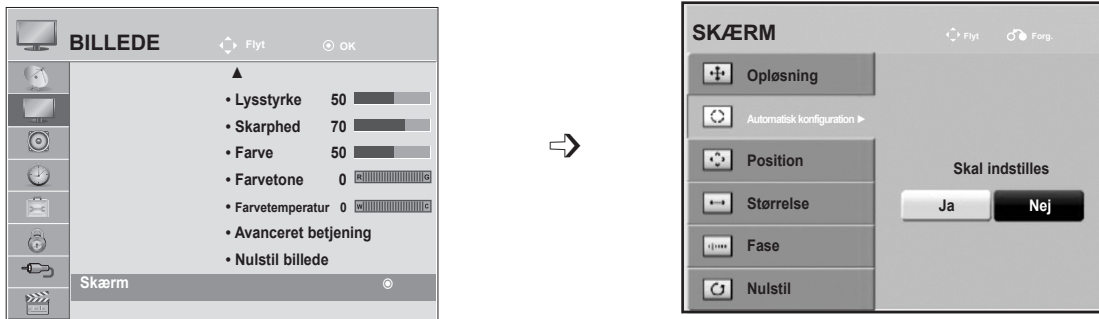 BILLEDE
Flyt
OK
▲
• Lysstyrke 50
• Skarphed 70
• Farve 50
• Farvetone 0 R G
• Farvetemperatur 0 W C
• Avanceret betjening
• Nulstil billede
Skærm
SKÆRM
Flyt
Forg.
Opløsning
Automatisk konfiguration ►
Position
Størrelse
Fase
Nulstil
Skal indstilles
Ja
Nej